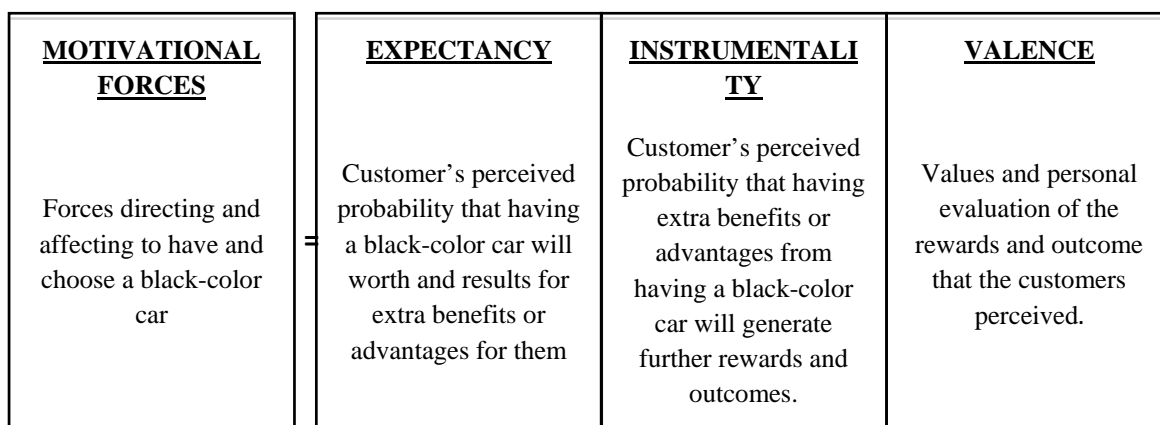 MOTIVATIONAL
FORCES
Forces directing and
affecting to have and
choose a black-color
car
=
EXPECTANCY
Customer’s perceived
probability that having
a black-color car will
worth and results for
extra benefits or
advantages for them
INSTRUMENTALI
TY
Customer’s perceived
probability that having
extra benefits or
advantages from
having a black-color
car will generate
further rewards and
outcomes.
VALENCE
Values and personal
evaluation of the
rewards and outcome
that the customers
perceived.